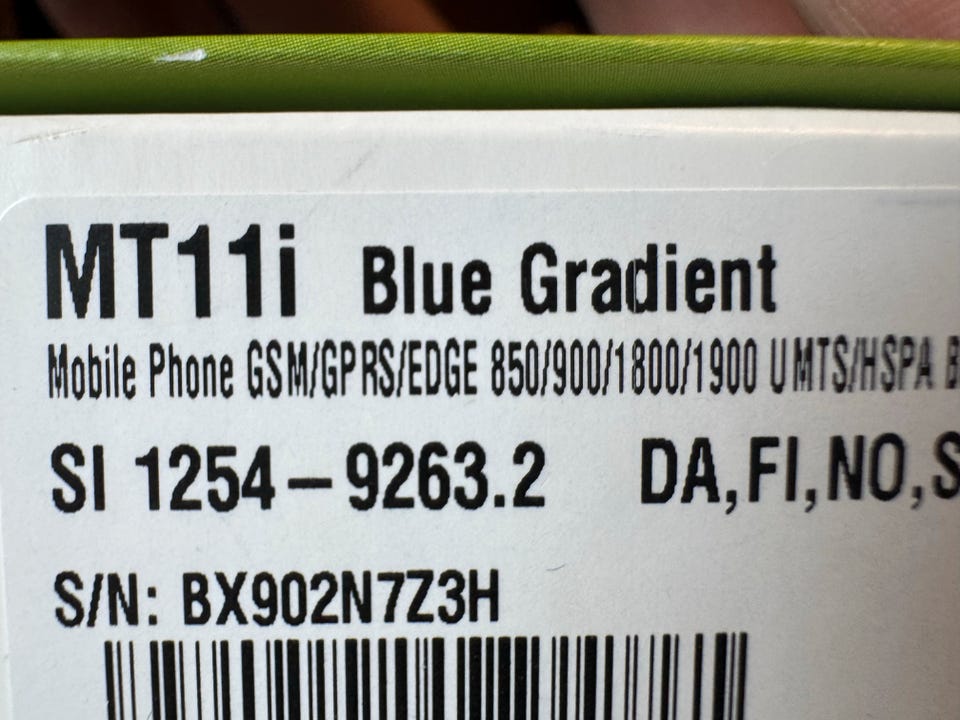 MT11i Blue Gradient
Mobile Phone GSM/GPRS/EDGE 850/900/1800/1900 UMTS/HSPA
SI 1254-9263.2 DA,FI,NO,
S/N: BX902N7Z3H